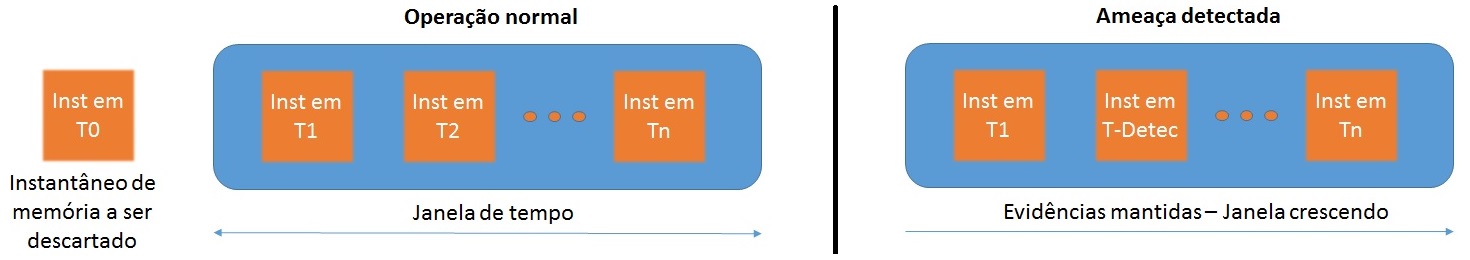 Operação normal
Inst em
T0
Instantâneo de
memória a ser
descartado
Inst em
T1
Inst em
T2
Inst em
Tn
Janela de tempo
Ameaça detectada
Inst em
T1
Inst em
T-Detec
Inst em
Tn
Evidências mantidas – Janela crescendo